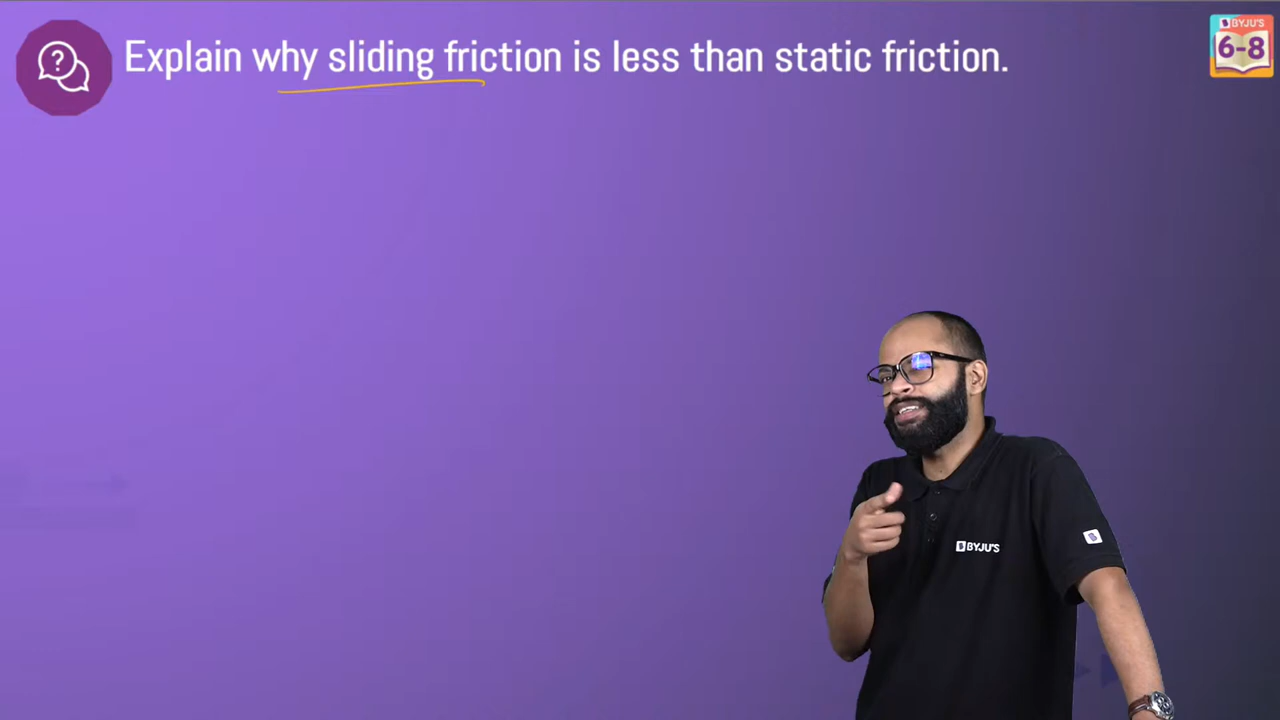 Explain why sliding friction is less than static friction.
BYJU'S
6-8
?
BYJU'S